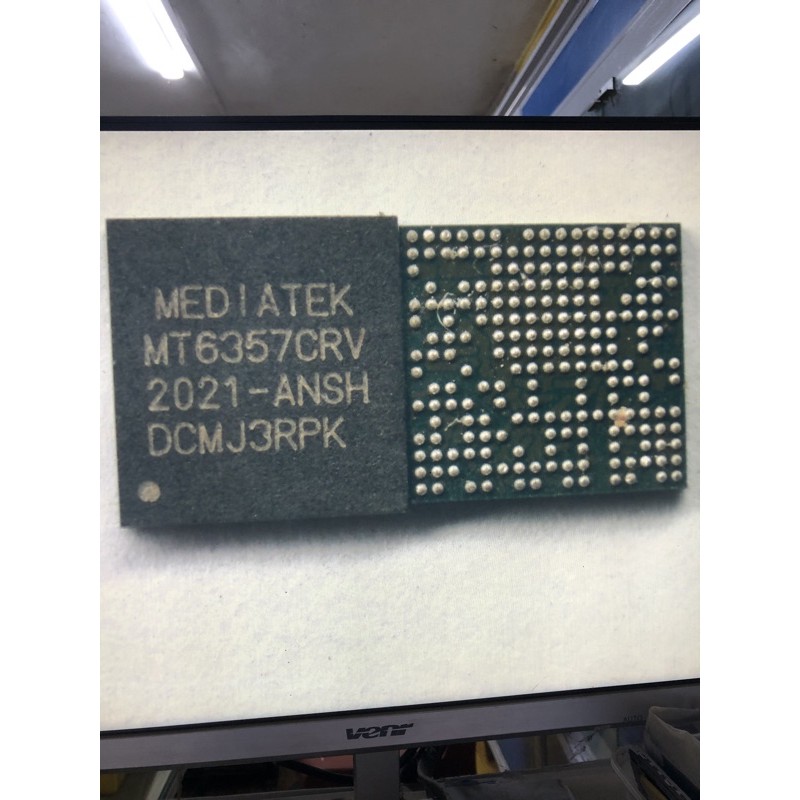 MEDIATEK
MT6357CRV
2021-ANSH
DCMJ3RPK